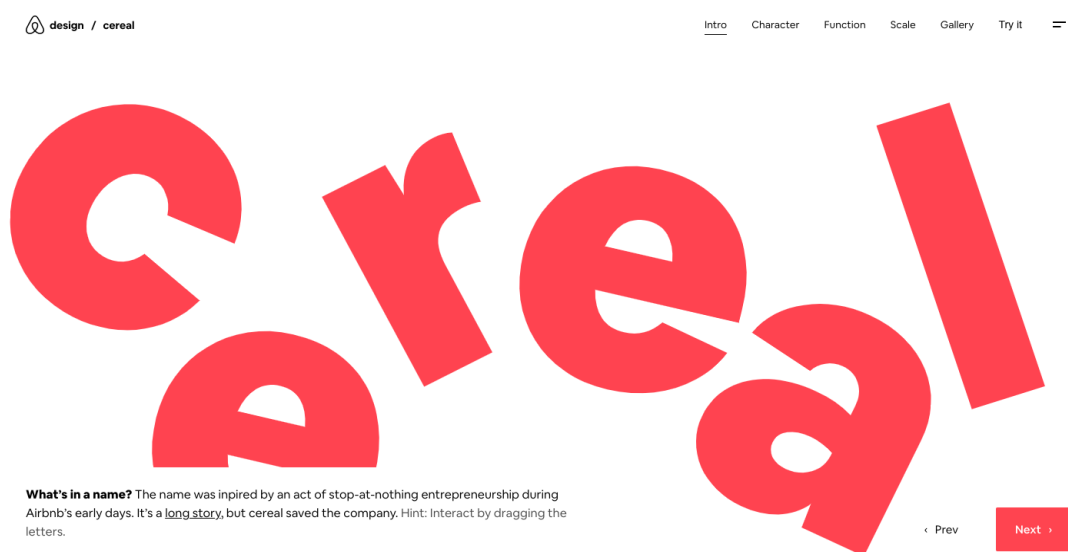 design / cereal
Intro Character Function Scale Gallery Try it
c e r e a l
What's in a name? The name was inpired by an act of stop-at-nothing entrepreneurship during
Airbnb's early days. It's a long story, but cereal saved the company. Hint: Interact by dragging the
letters.
‹ Prev
Next ›